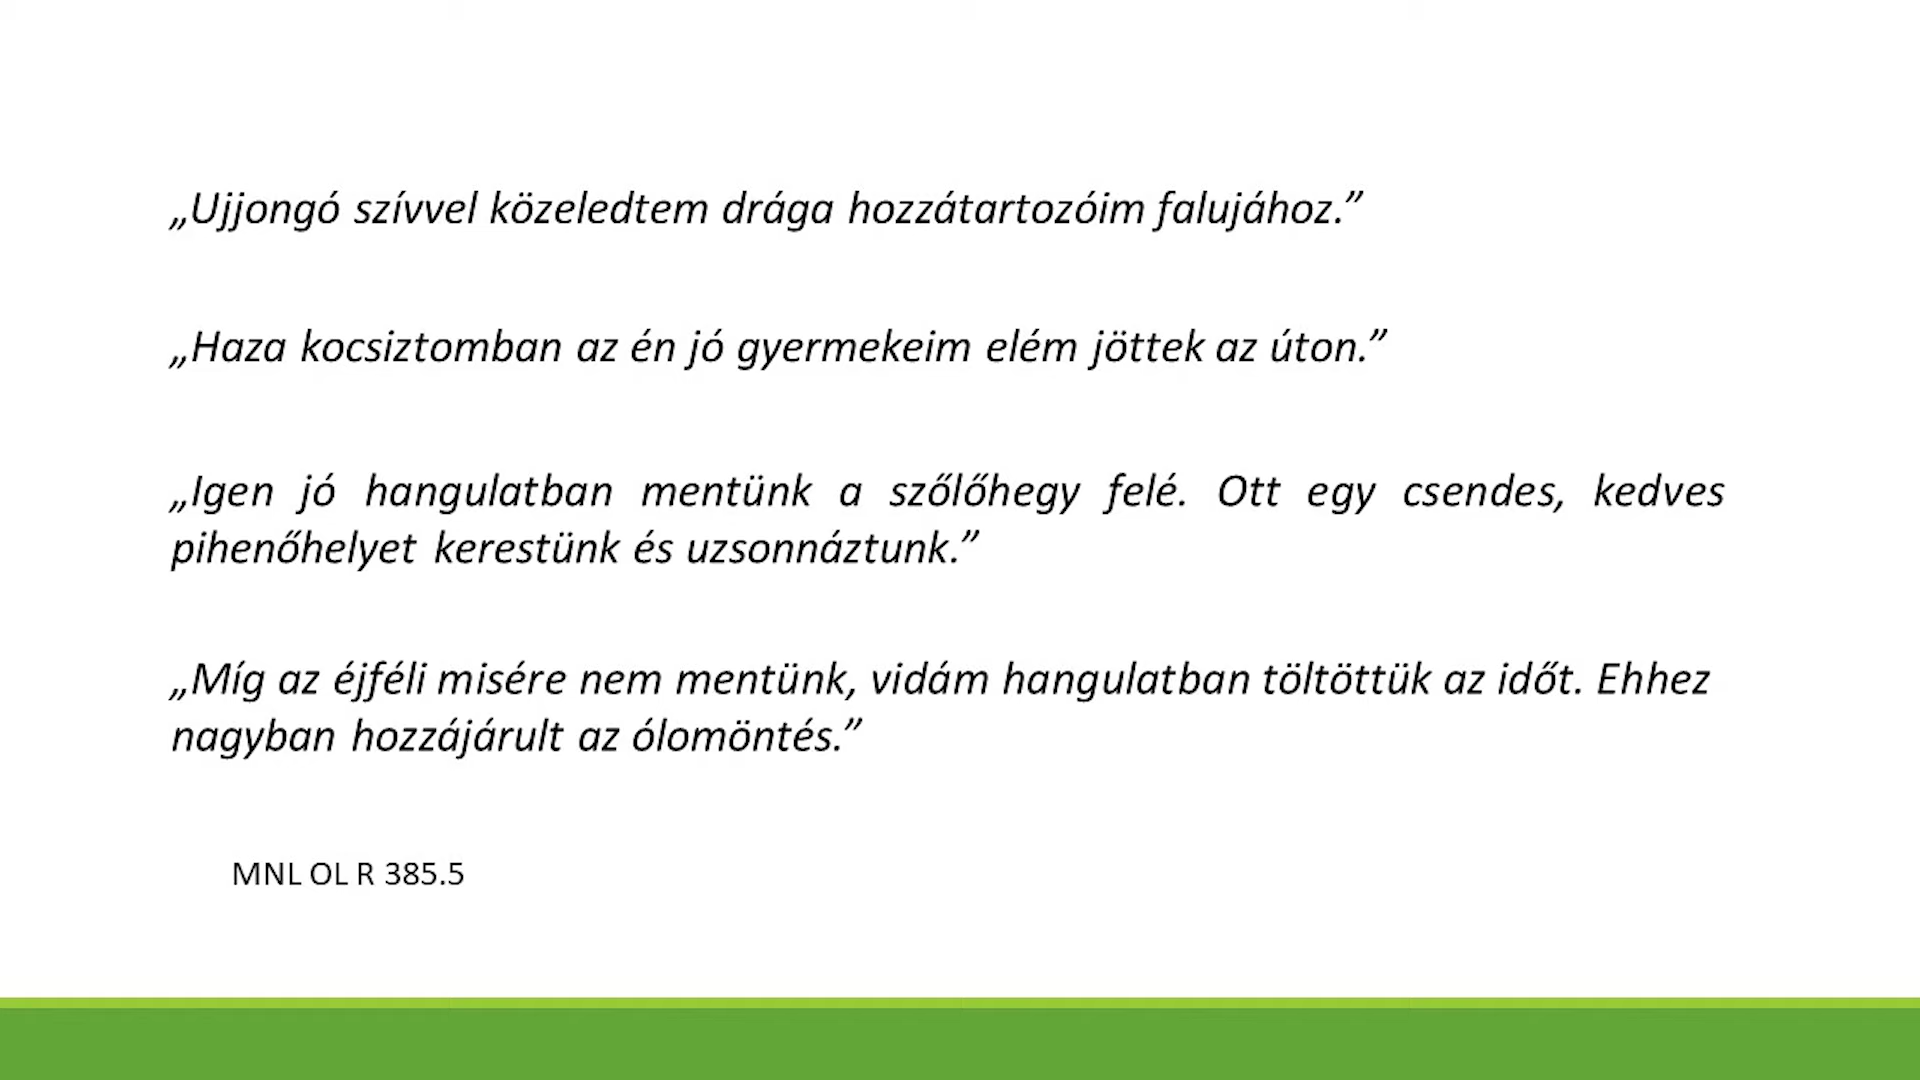 „Ujjongó szívvel közeledtem drága hozzátartozóim falujához.”
„Haza kocsiztomban az én jó gyermekeim elém jöttek az úton.”
„Igen jó hangulatban mentünk a szőlőhegy felé. Ott egy csendes, kedves
pihenőhelyet kerestünk és uzsonnáztunk.”
„Míg az éjféli misére nem mentünk, vidám hangulatban töltöttük az időt. Ehhez
nagyban hozzájárult az ólomöntés.”
MNL OL R 385.5